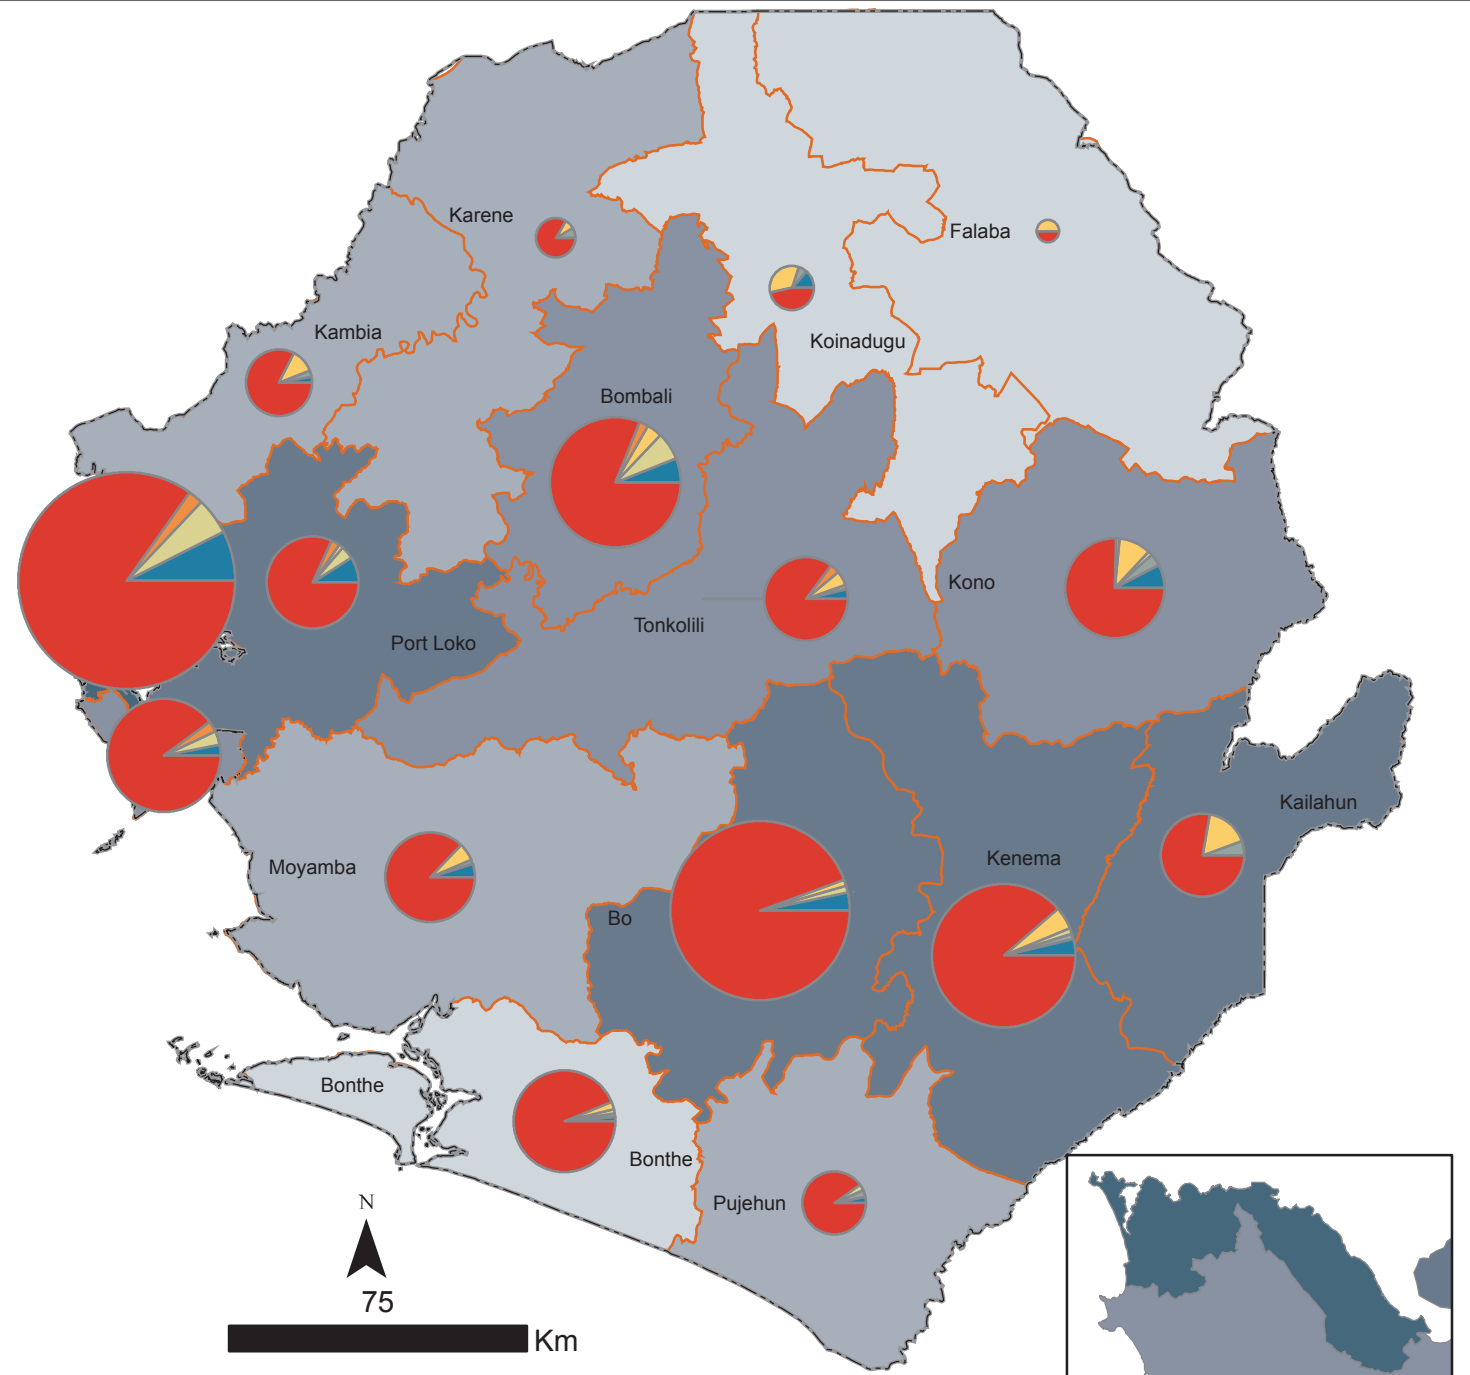 Karene
Falaba
Kambia
Koinadugu
Bombali
Kono
Tonkolili
Port Loko
Kailahun
Kenema
Moyamba
Bo
Bonthe
Bonthe
Pujehun
N
75
Km